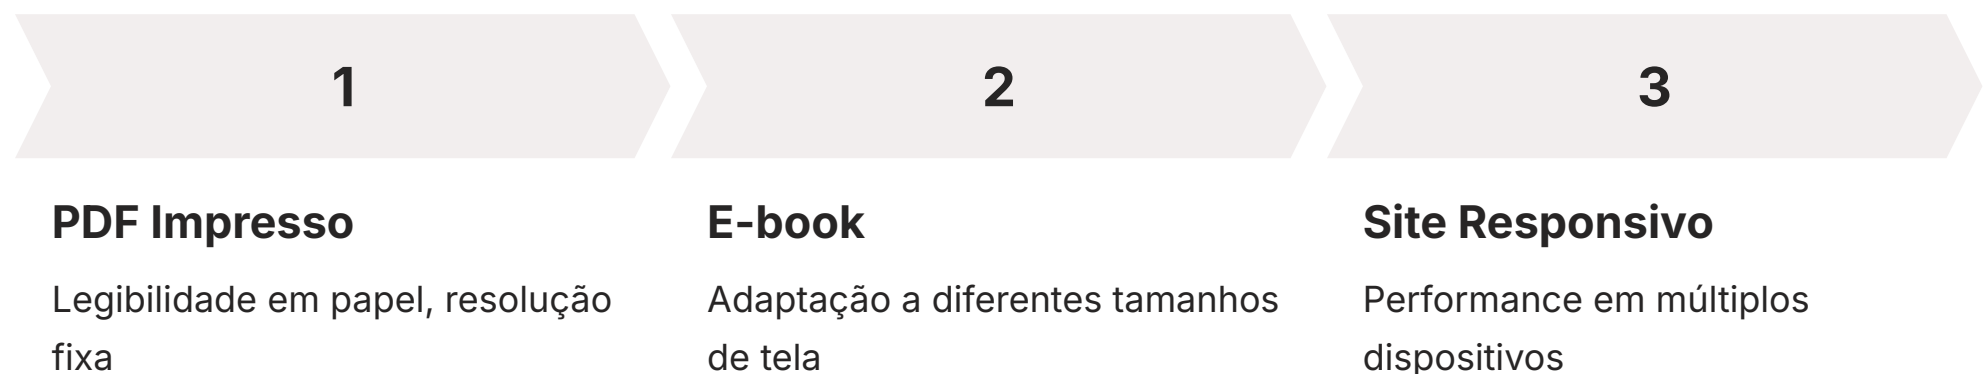 1
PDF Impresso
Legibilidade em papel, resolução
fixa
2
E-book
Adaptação a diferentes tamanhos
de tela
3
Site Responsivo
Performance em múltiplos
dispositivos